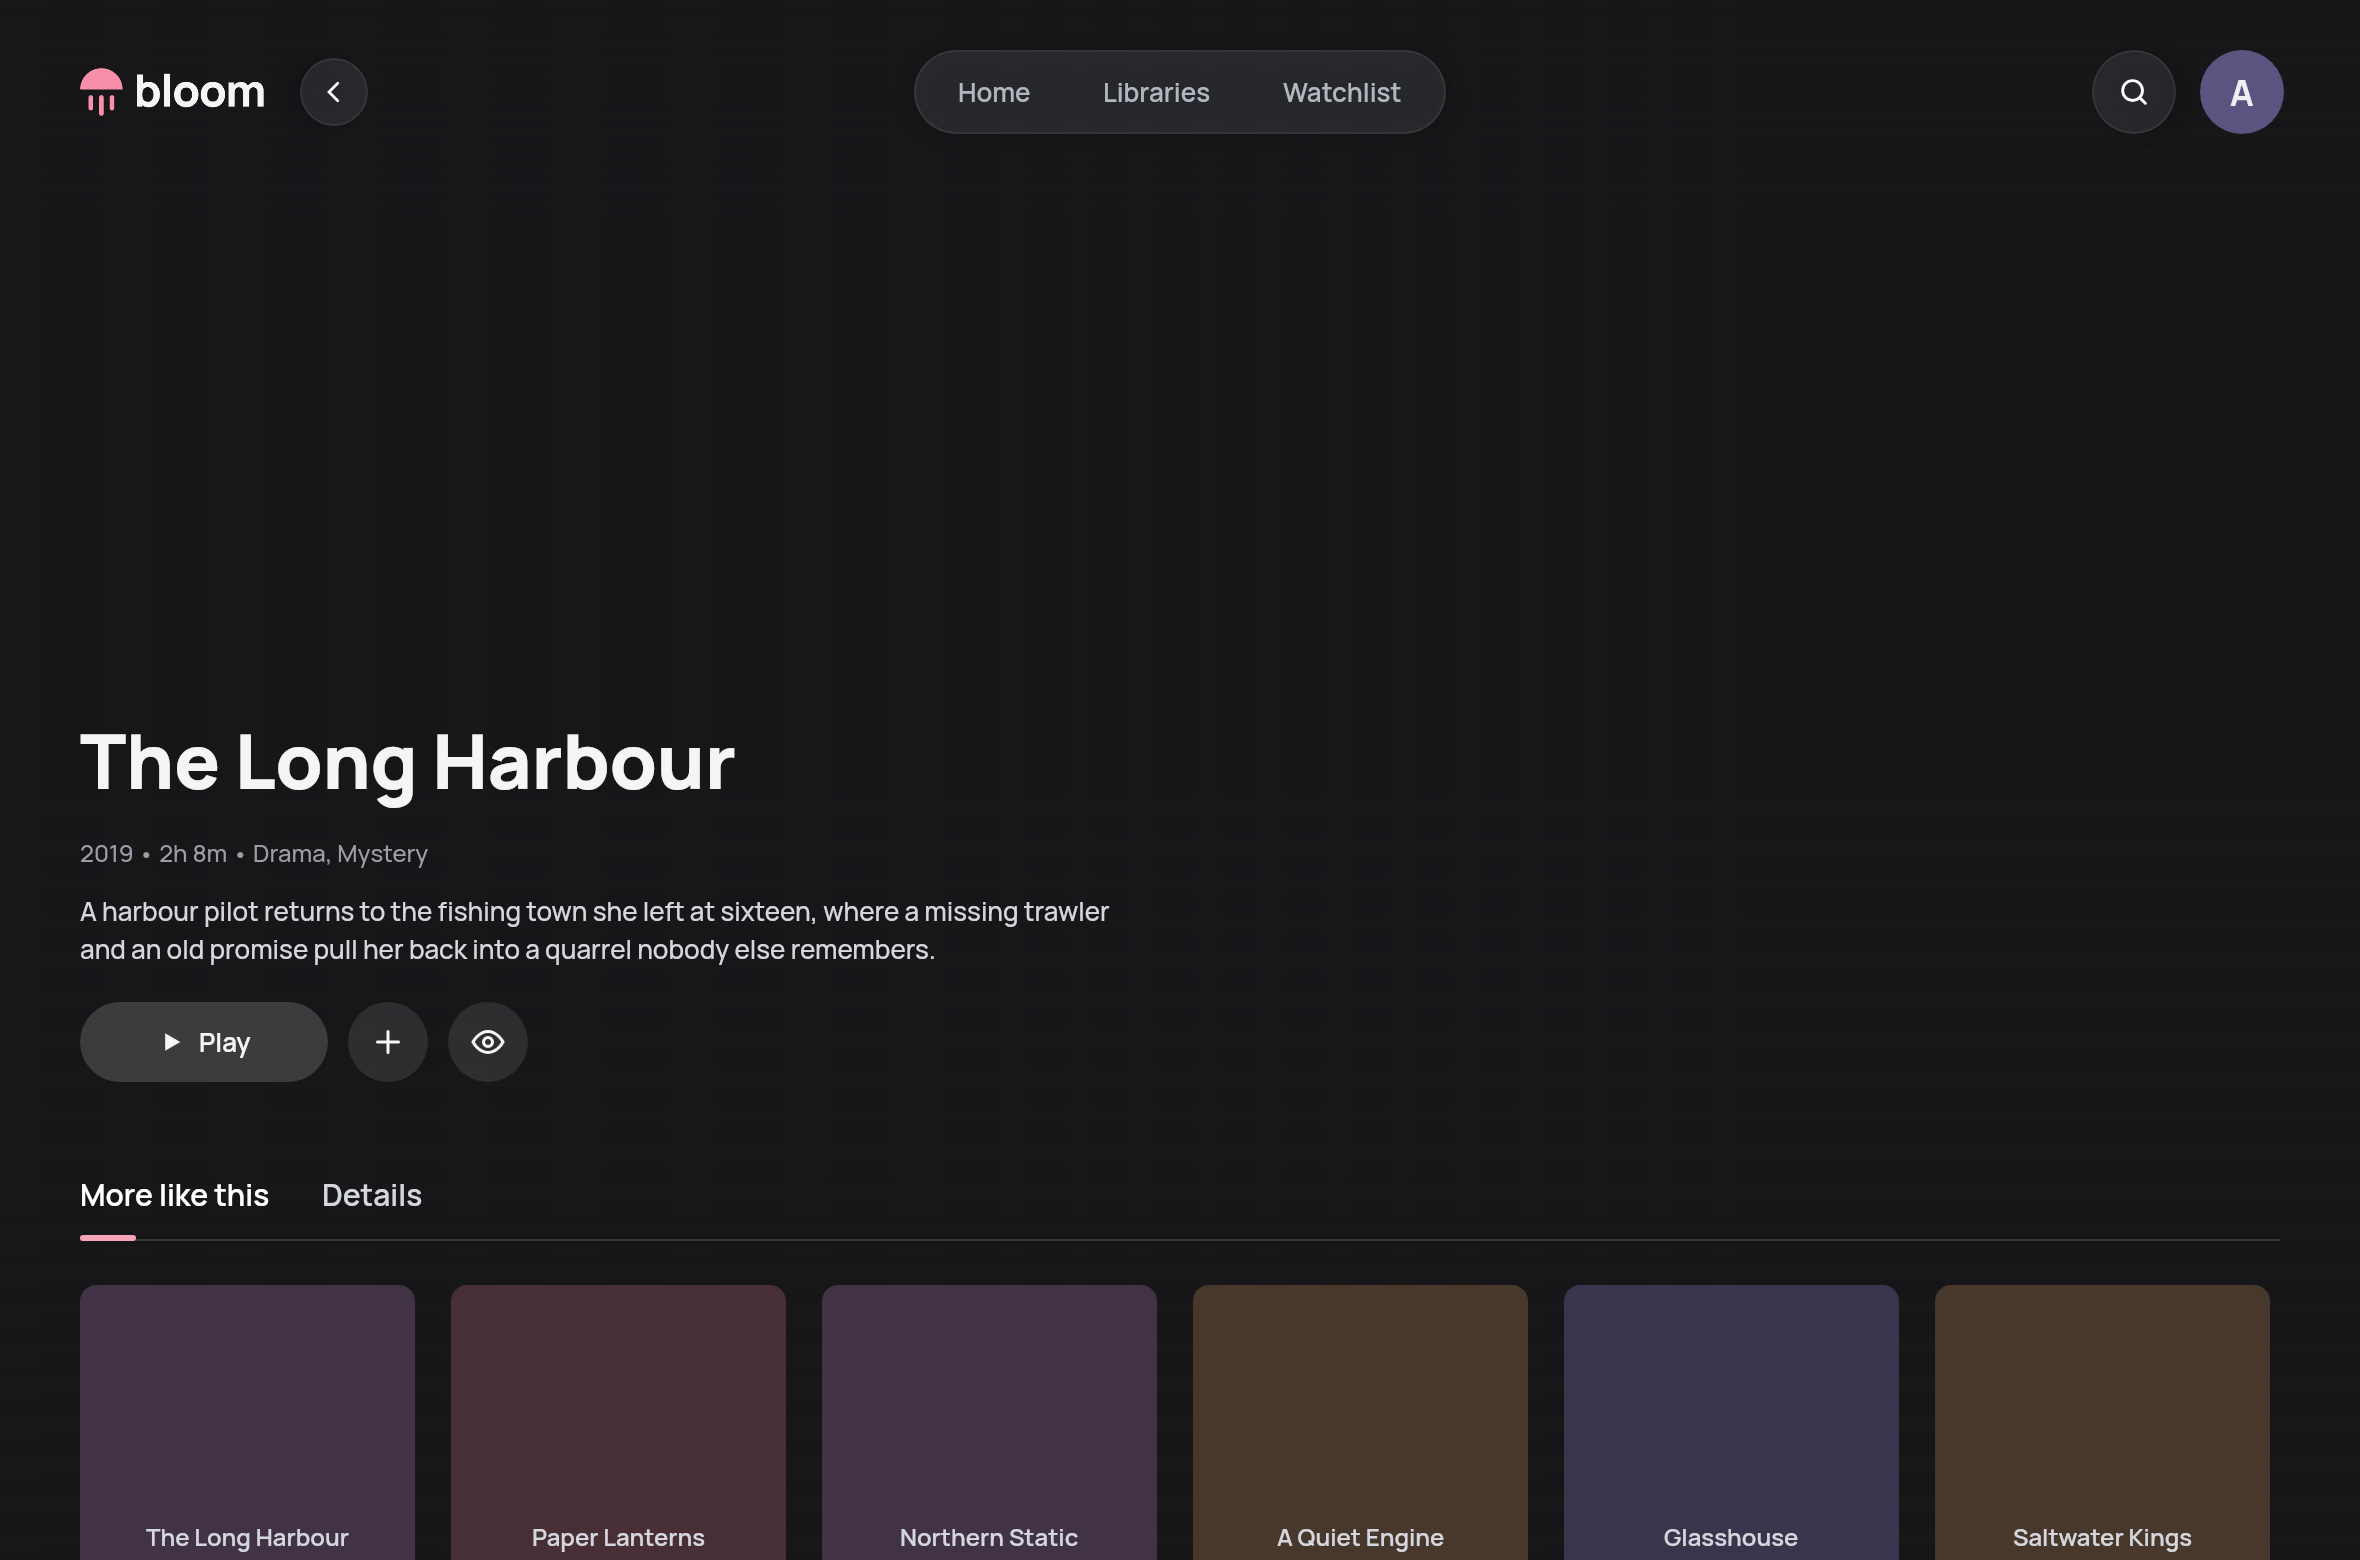 bloom
Home
Libraries
Watchlist
A
The Long Harbour
2019 • 2h 8m • Drama, Mystery
A harbour pilot returns to the fishing town she left at sixteen, where a missing trawler
and an old promise pull her back into a quarrel nobody else remembers.
Play
More like this
Details
The Long Harbour
Paper Lanterns
Northern Static
A Quiet Engine
Glasshouse
Saltwater Kings